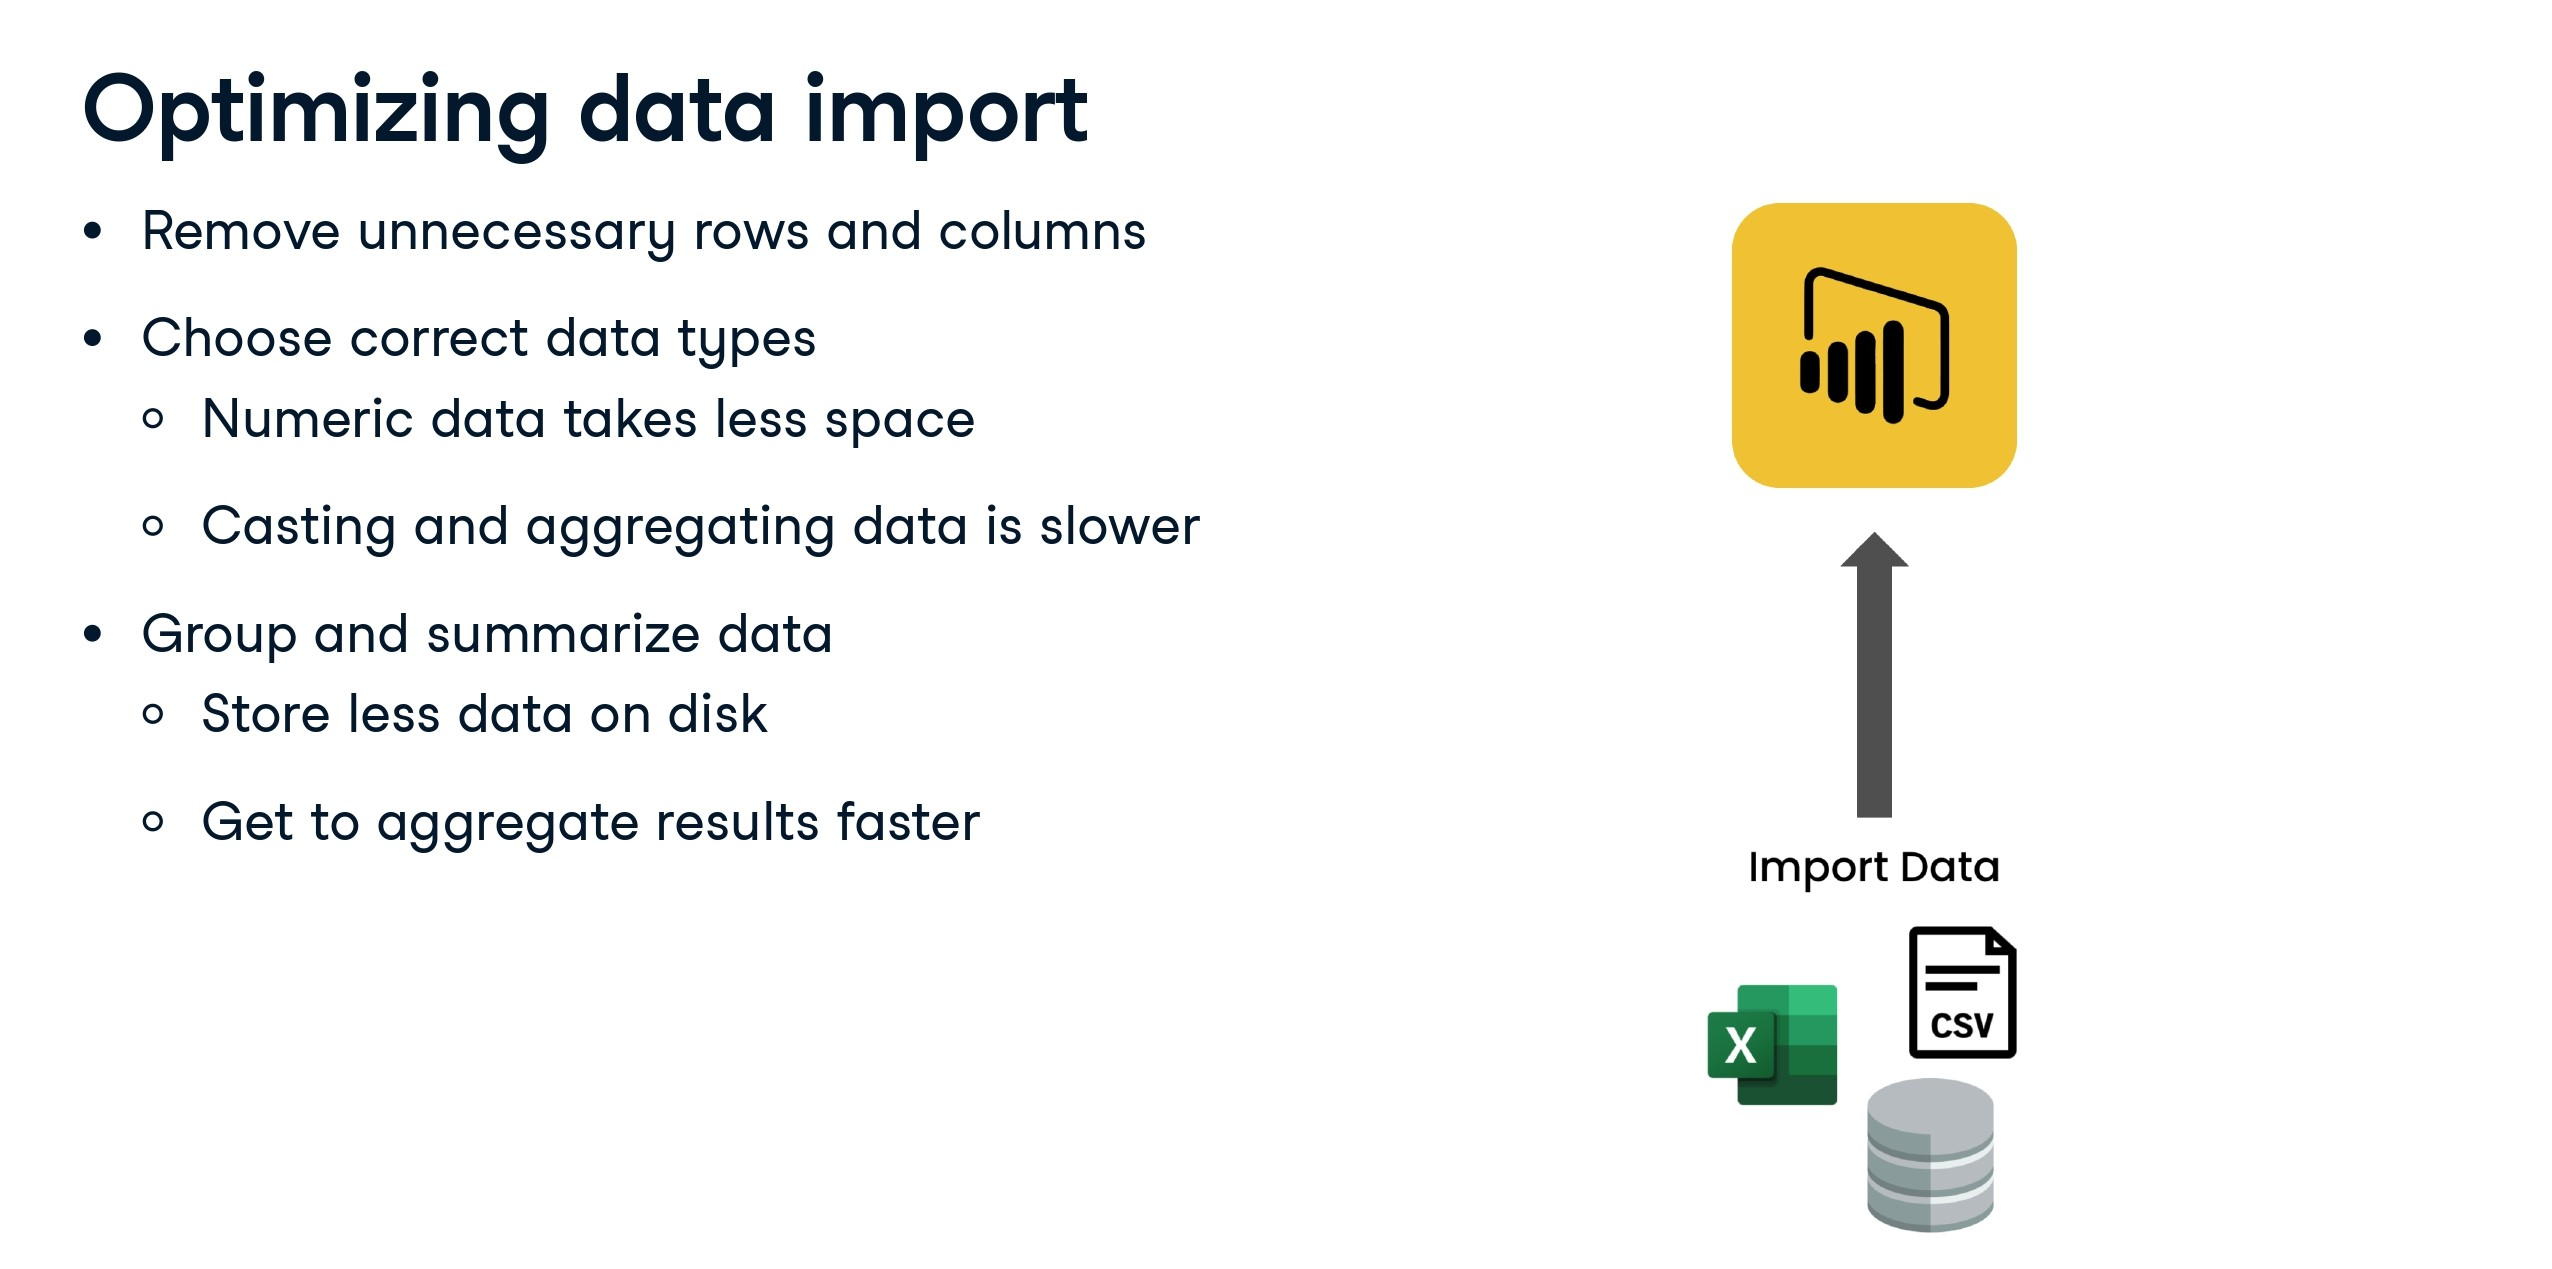 Optimizing data import
• Remove unnecessary rows and columns
• Choose correct data types
○ Numeric data takes less space
○ Casting and aggregating data is slower
• Group and summarize data
○ Store less data on disk
○ Get to aggregate results faster
Import Data
CSV
X